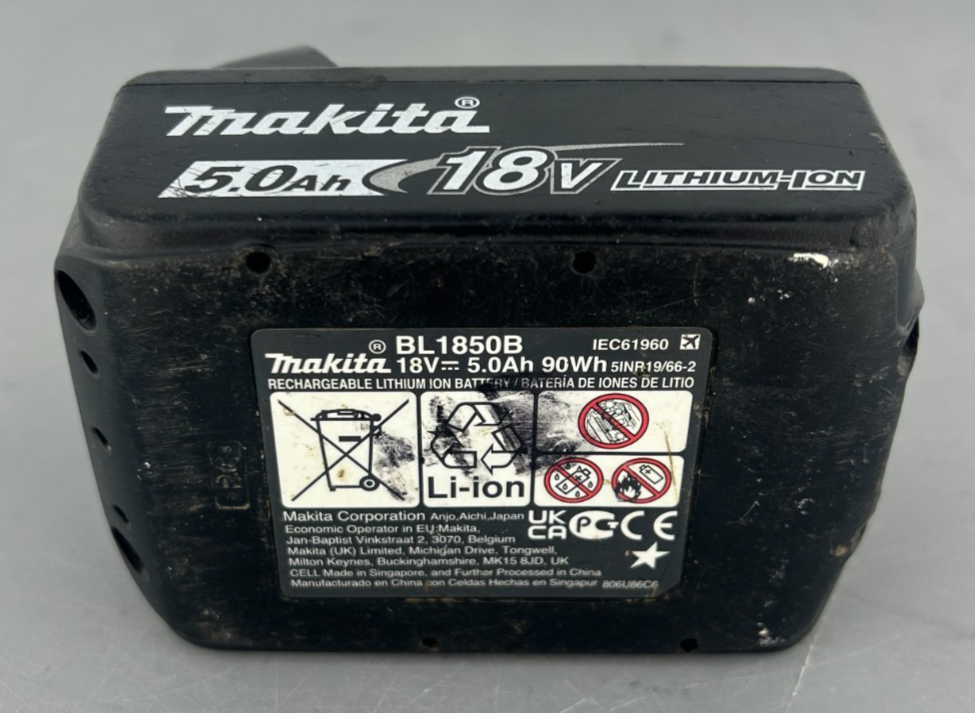 makita®
5.0Ah 18V LITHIUM-ION
® BL1850B IEC61960
makita 18V⎓ 5.0Ah 90Wh 5INR19/66-2
RECHARGEABLE LITHIUM ION BATTERY / BATERÍA DE IONES DE LITIO
Li-ion
Makita Corporation Anjo,Aichi,Japan
Economic Operator in EU:Makita,
Jan-Baptist Vinkstraat 2, 3070, Belgium
Makita (UK) Limited, Michigan Drive, Tongwell,
Milton Keynes, Buckinghamshire, MK15 8JD, UK
CELL Made in Singapore, and Further Processed in China
Manufacturado en China con Celdas Hechas en Singapur 806U86C6
UK
CA PG CE